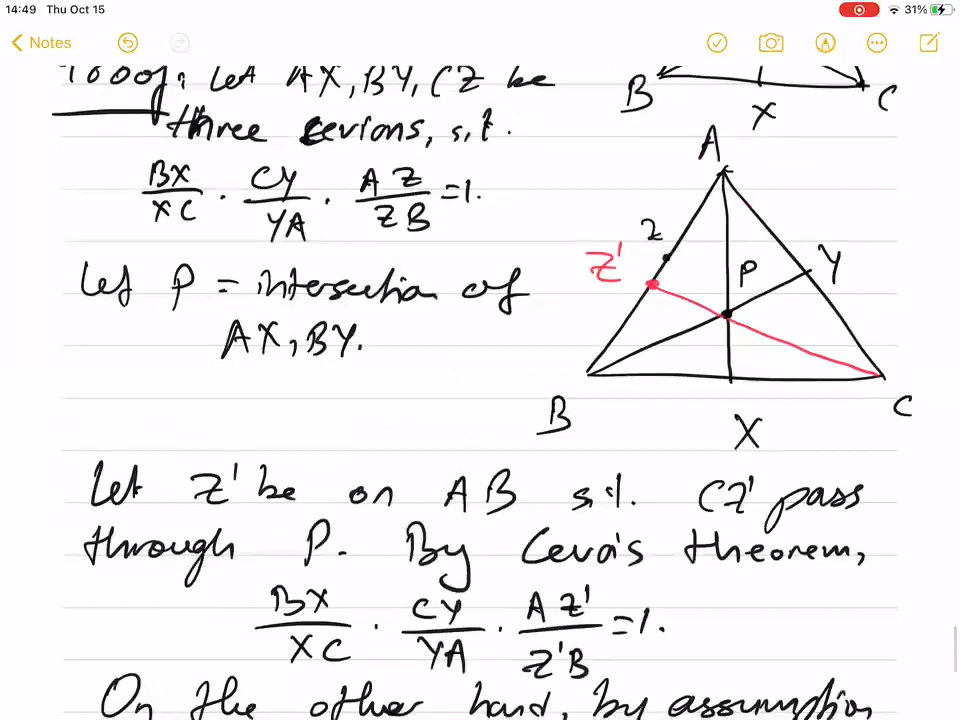 14:49 Thu Oct 15
31%
Notes
Proof: Let AX, BY, CZ be
three cevians, s.t.
BX/XC · CY/YA · AZ/ZB = 1.
Let P = intersection of
AX, BY.
B
X
C
A
Z
Z'
P
Y
B
X
C
Let Z' be on AB s.t. CZ' pass
through P. By Ceva's theorem,
BX/XC · CY/YA · AZ'/Z'B = 1.
On the other hand, by assumption